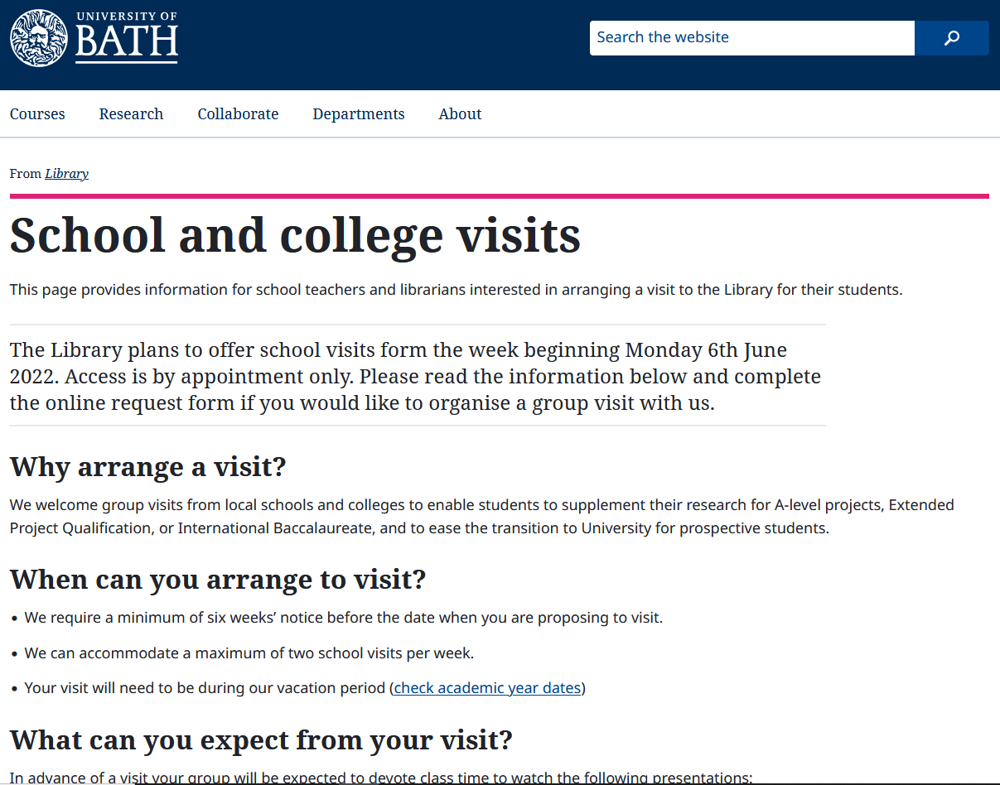 UNIVERSITY OF
BATH
Search the website
Courses Research Collaborate Departments About
From Library
School and college visits
This page provides information for school teachers and librarians interested in arranging a visit to the Library for their students.
The Library plans to offer school visits form the week beginning Monday 6th June
2022. Access is by appointment only. Please read the information below and complete
the online request form if you would like to organise a group visit with us.
Why arrange a visit?
We welcome group visits from local schools and colleges to enable students to supplement their research for A-level projects, Extended
Project Qualification, or International Baccalaureate, and to ease the transition to University for prospective students.
When can you arrange to visit?
• We require a minimum of six weeks’ notice before the date when you are proposing to visit.
• We can accommodate a maximum of two school visits per week.
• Your visit will need to be during our vacation period (check academic year dates)
What can you expect from your visit?
In advance of a visit your group will be expected to devote class time to watch the following presentations: